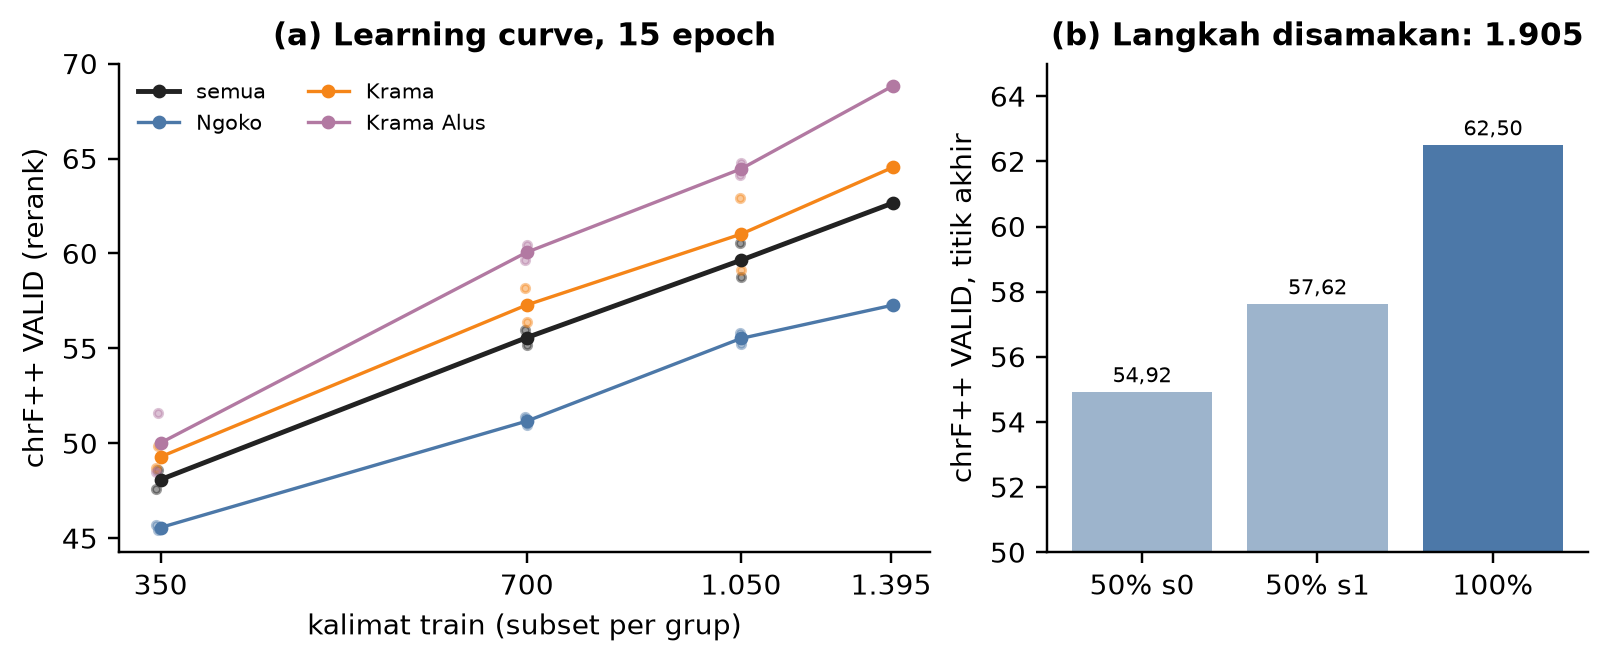 (a) Learning curve, 15 epoch
chrF++ VALID (rerank)
70
65
60
55
50
45
semua
Ngoko
Krama
Krama Alus
350
700
1.050
1.395
kalimat train (subset per grup)
(b) Langkah disamakan: 1.905
chrF++ VALID, titik akhir
64
62
60
58
56
54
52
50
54,92
57,62
62,50
50% s0
50% s1
100%